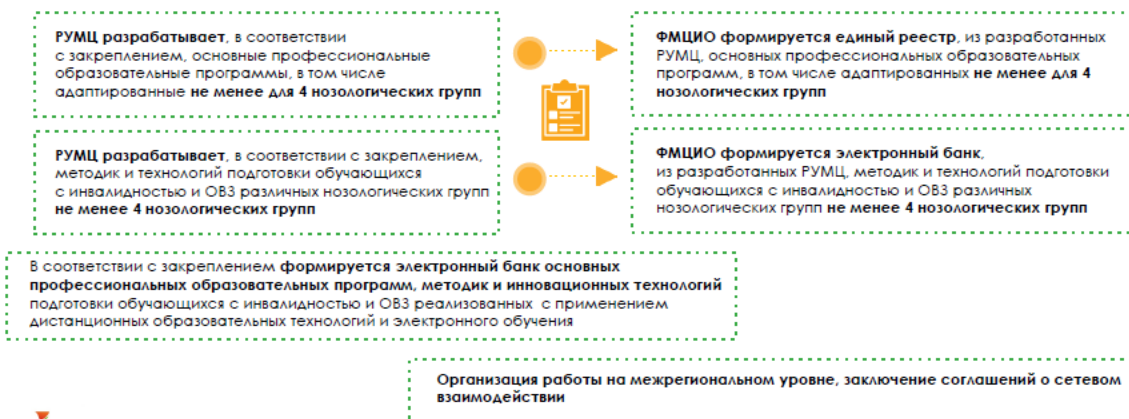 РУМЦ разрабатывает, в соответствии
с закреплением, основные профессиональные
образовательные программы, в том числе
адаптированные не менее для 4 нозологических групп
ФМЦИО формируется единый реестр, из разработанных
РУМЦ, основных профессиональных образовательных
программ, в том числе адаптированных не менее для 4
нозологических групп
РУМЦ разрабатывает, в соответствии с закреплением,
методик и технологий подготовки обучающихся
с инвалидностью и ОВЗ различных нозологических групп
не менее 4 нозологических групп
ФМЦИО формируется электронный банк,
из разработанных РУМЦ, методик и технологий подготовки
обучающихся с инвалидностью и ОВЗ различных
нозологических групп не менее 4 нозологических групп
В соответствии с закреплением формируется электронный банк основных
профессиональных образовательных программ, методик и инновационных технологий
подготовки обучающихся с инвалидностью и ОВЗ реализованных с применением
дистанционных образовательных технологий и электронного обучения
Организация работы на межрегиональном уровне, заключение соглашений о сетевом
взаимодействии